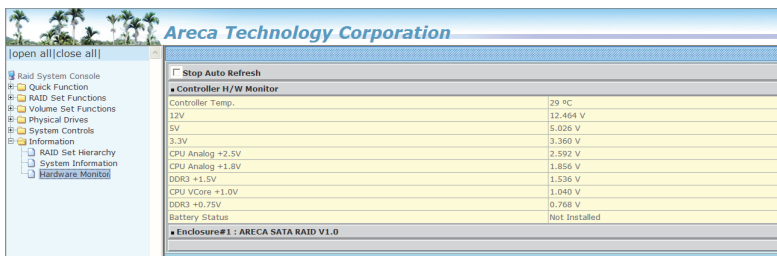 Areca Technology Corporation
|open all|close all|
Raid System Console
Quick Function
RAID Set Functions
Volume Set Functions
Physical Drives
System Controls
Information
RAID Set Hierarchy
System Information
Hardware Monitor
Stop Auto Refresh
Controller H/W Monitor
Controller Temp. 29 ºC
12V 12.464 V
5V 5.026 V
3.3V 3.360 V
CPU Analog +2.5V 2.592 V
CPU Analog +1.8V 1.856 V
DDR3 +1.5V 1.536 V
CPU VCore +1.0V 1.040 V
DDR3 +0.75V 0.768 V
Battery Status Not Installed
Enclosure#1 : ARECA SATA RAID V1.0